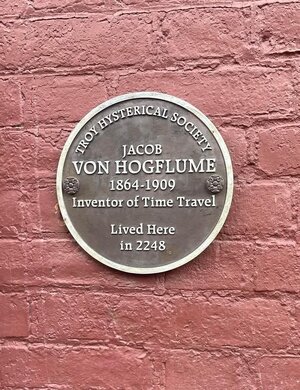 TROY HYSTERICAL SOCIETY
JACOB
VON HOGFLUME
1864-1909
Inventor of Time Travel
Lived Here
in 2248